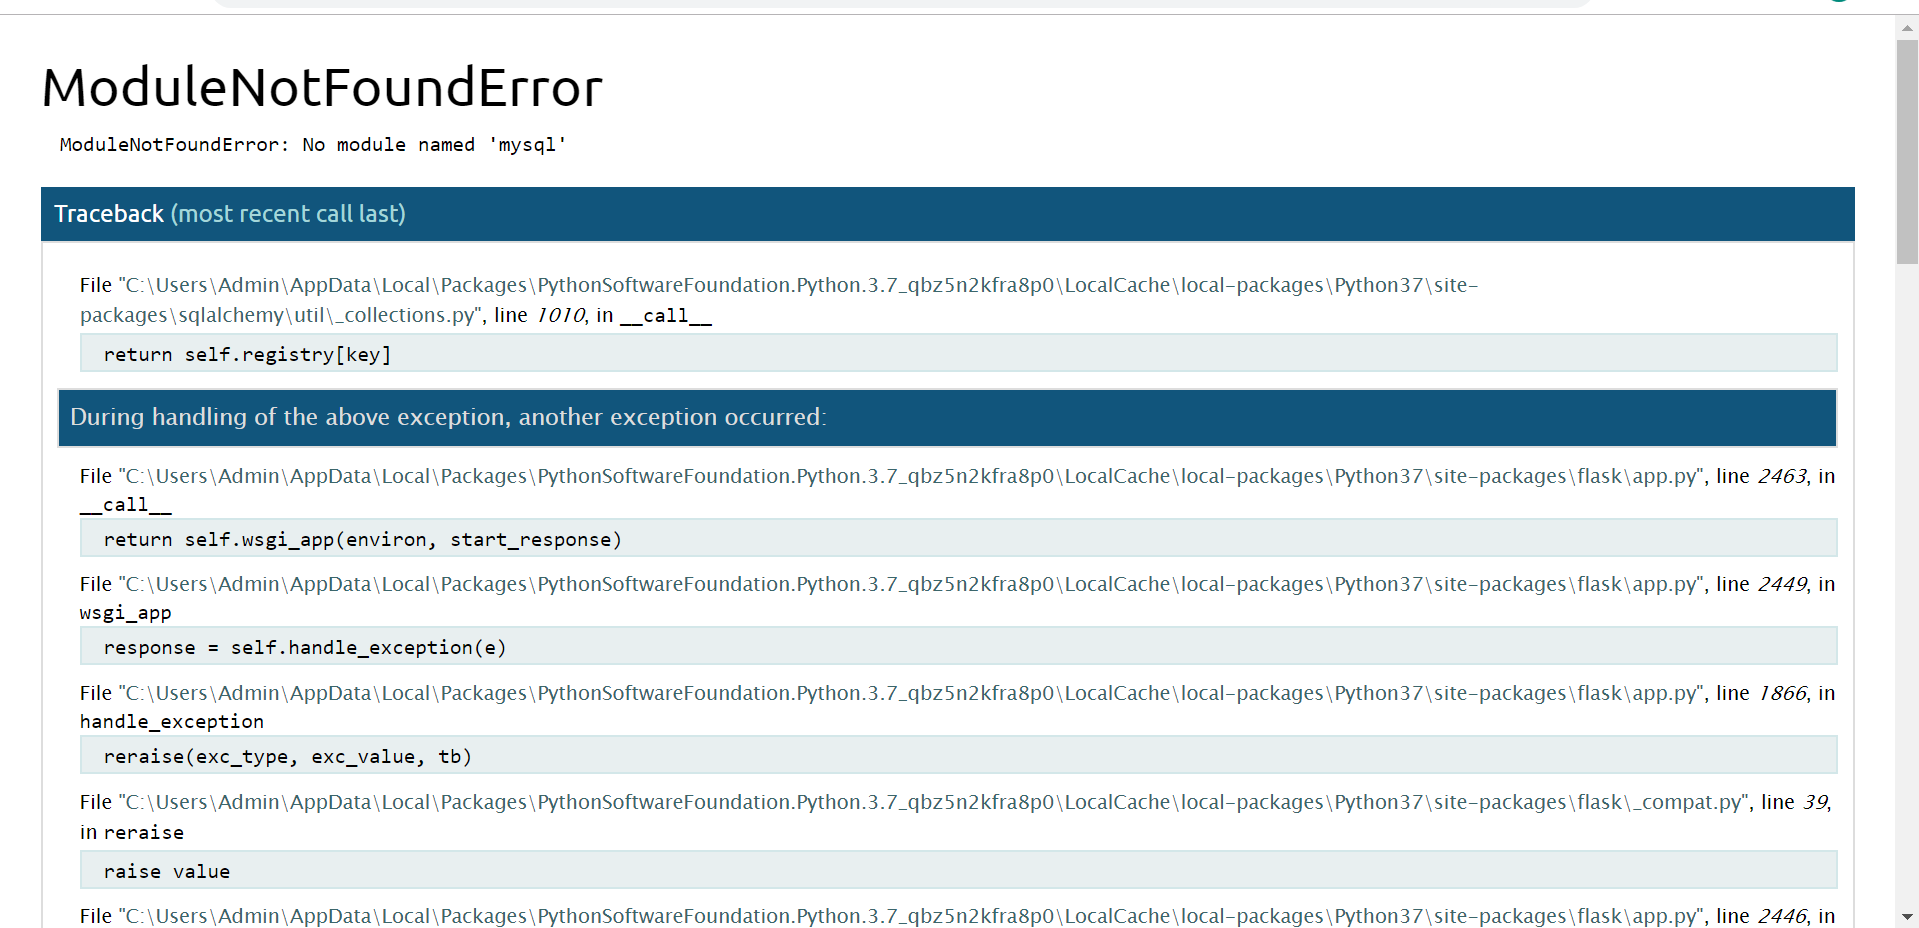 ModuleNotFoundError
ModuleNotFoundError: No module named 'mysql'
Traceback (most recent call last)
File "C:\Users\Admin\AppData\Local\Packages\PythonSoftwareFoundation.Python.3.7_qbz5n2kfra8p0\LocalCache\local-packages\Python37\site-
packages\sqlalchemy\util\_collections.py", line 1010, in __call__
return self.registry[key]
During handling of the above exception, another exception occurred:
File "C:\Users\Admin\AppData\Local\Packages\PythonSoftwareFoundation.Python.3.7_qbz5n2kfra8p0\LocalCache\local-packages\Python37\site-packages\flask\app.py", line 2463, in
__call__
return self.wsgi_app(environ, start_response)
File "C:\Users\Admin\AppData\Local\Packages\PythonSoftwareFoundation.Python.3.7_qbz5n2kfra8p0\LocalCache\local-packages\Python37\site-packages\flask\app.py", line 2449, in
wsgi_app
response = self.handle_exception(e)
File "C:\Users\Admin\AppData\Local\Packages\PythonSoftwareFoundation.Python.3.7_qbz5n2kfra8p0\LocalCache\local-packages\Python37\site-packages\flask\app.py", line 1866, in
handle_exception
reraise(exc_type, exc_value, tb)
File "C:\Users\Admin\AppData\Local\Packages\PythonSoftwareFoundation.Python.3.7_qbz5n2kfra8p0\LocalCache\local-packages\Python37\site-packages\flask\_compat.py", line 39,
in reraise
raise value
File "C:\Users\Admin\AppData\Local\Packages\PythonSoftwareFoundation.Python.3.7_qbz5n2kfra8p0\LocalCache\local-packages\Python37\site-packages\flask\app.py", line 2446, in